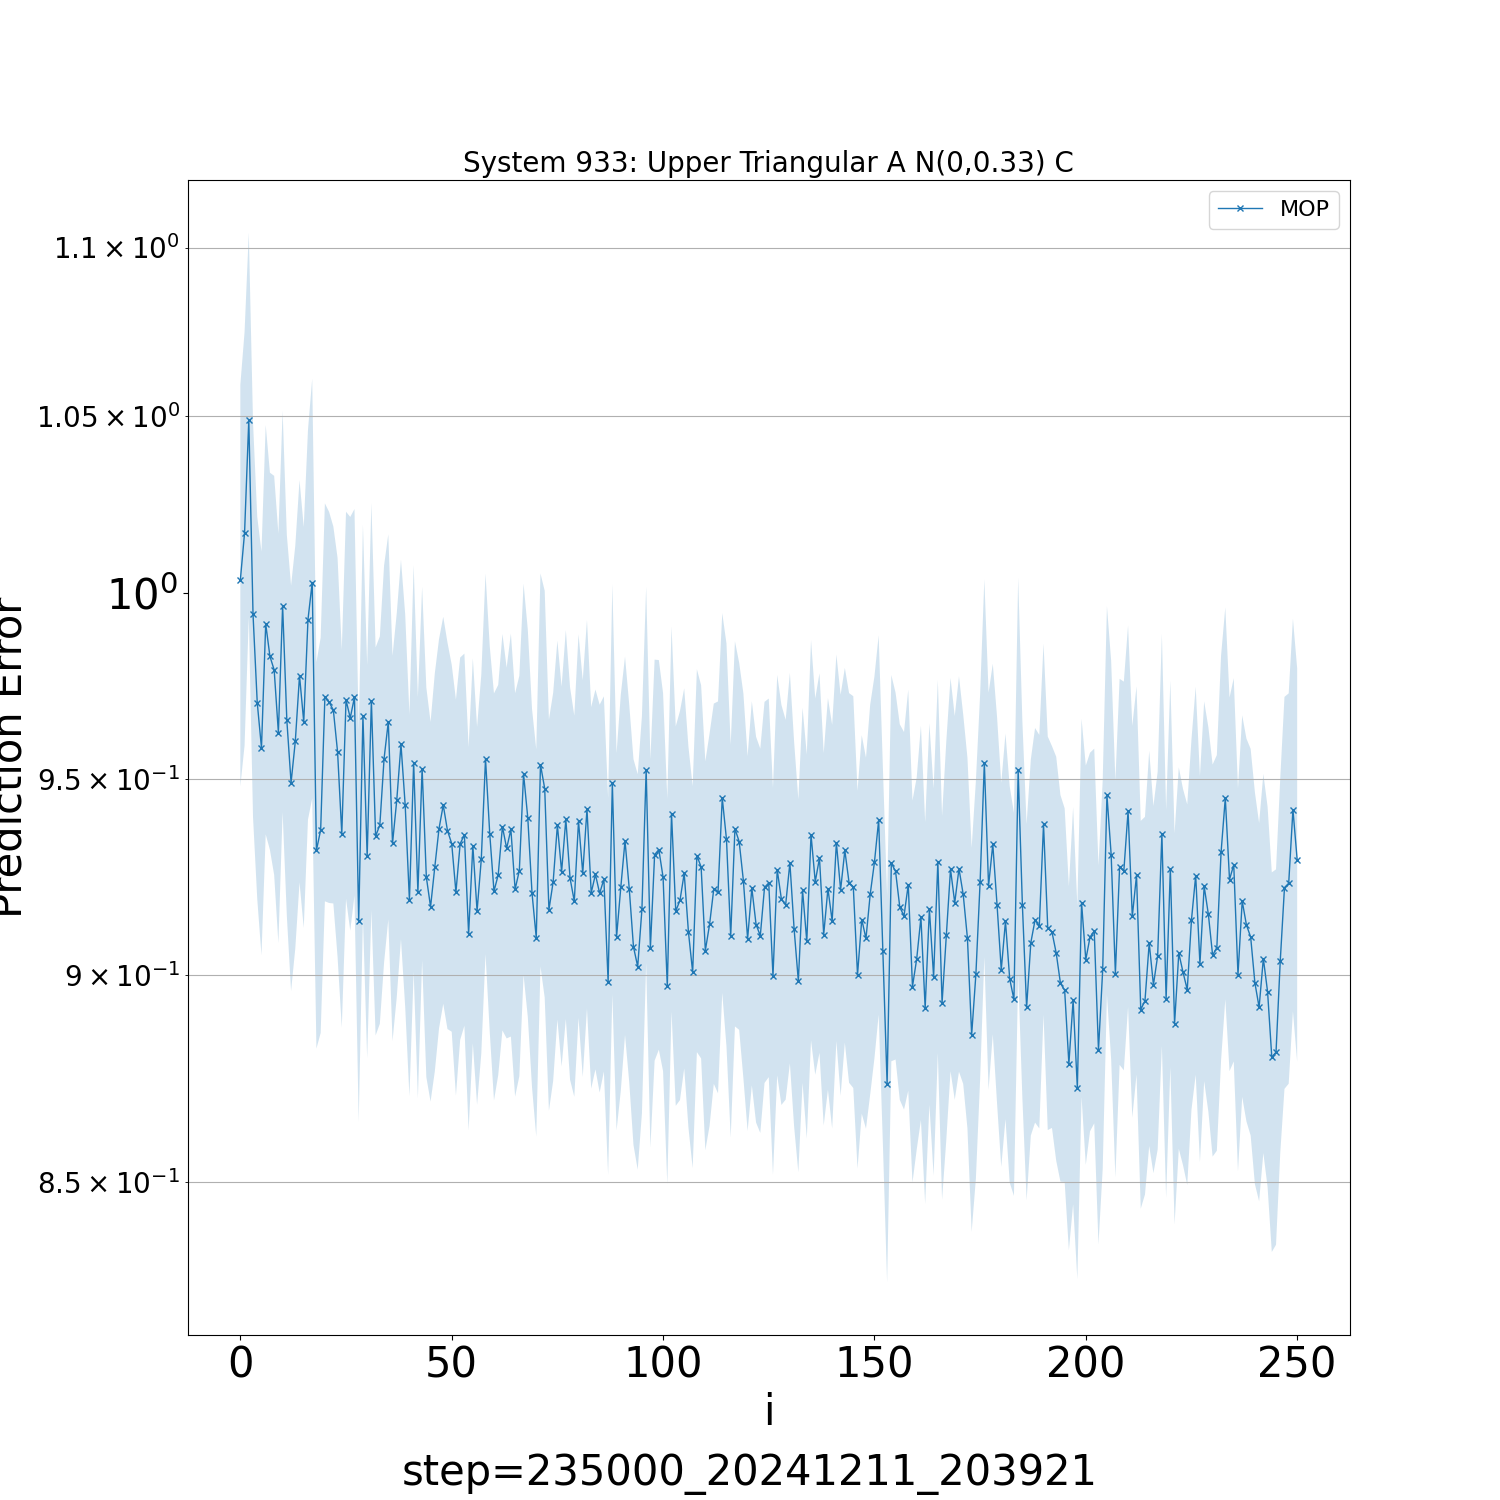 System 933: Upper Triangular A N(0,0.33) C
MOP
1.1 × 10⁰
1.05 × 10⁰
10⁰
9.5 × 10⁻¹
9 × 10⁻¹
8.5 × 10⁻¹
Prediction Error
0 50 100 150 200 250
i
step=235000_20241211_203921